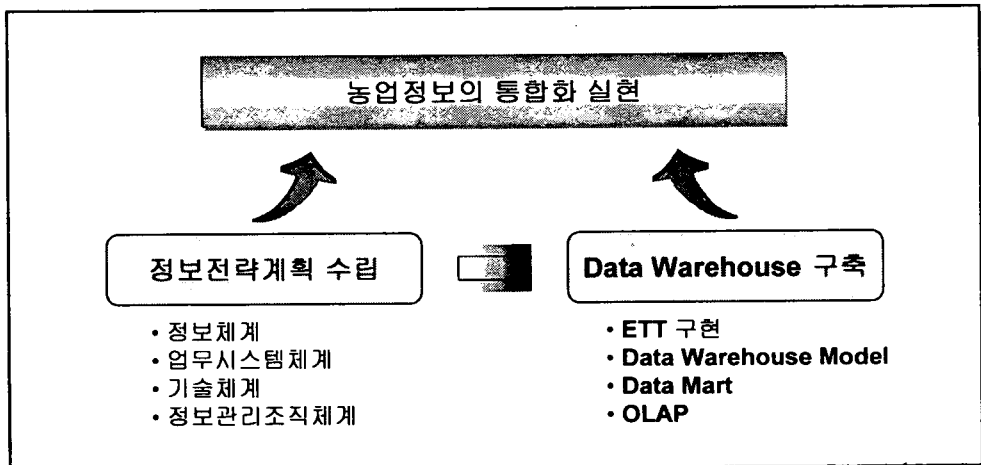 농업정보의 통합화 실현
정보전략계획 수립
• 정보체계
• 업무시스템체계
• 기술체계
• 정보관리조직체계
Data Warehouse 구축
• ETT 구현
• Data Warehouse Model
• Data Mart
• OLAP